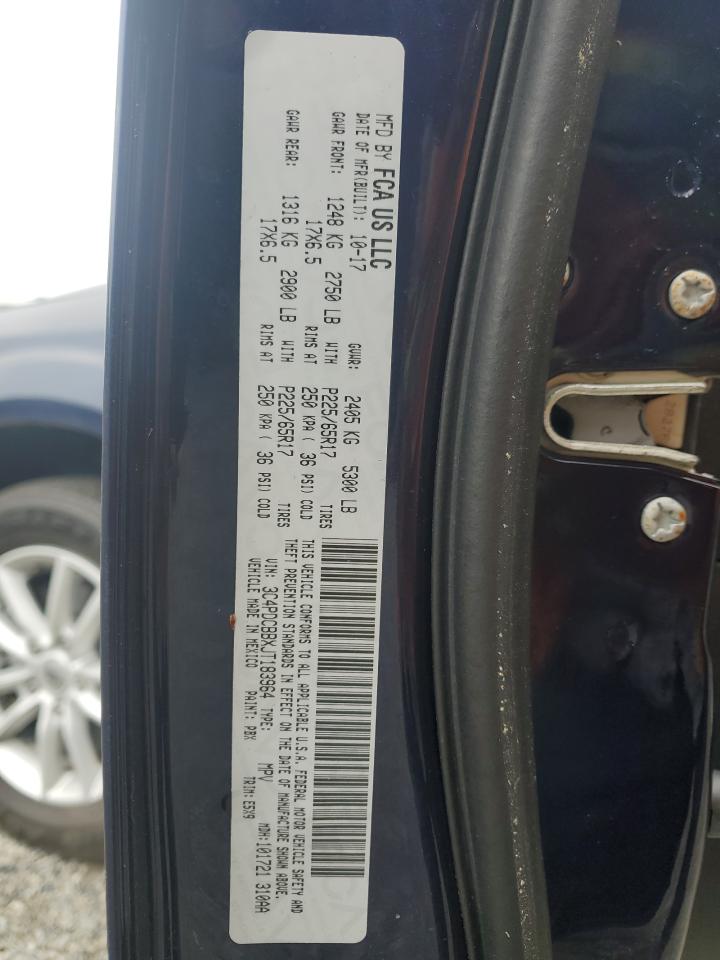 MFD BY FCA US LLC
DATE OF MFR(BUILT): 10-17 GVWR: 2405 KG 5300 LB
GAWR FRONT: 1248 KG 2750 LB WITH P225/65R17 TIRES
17X6.5 RIMS AT 250 KPA ( 36 PSI) COLD
GAWR REAR: 1316 KG 2900 LB WITH P225/65R17 TIRES
17X6.5 RIMS AT 250 KPA ( 36 PSI) COLD
THIS VEHICLE CONFORMS TO ALL APPLICABLE U.S.A. FEDERAL MOTOR VEHICLE SAFETY AND
THEFT PREVENTION STANDARDS IN EFFECT ON THE DATE OF MANUFACTURE SHOWN ABOVE.
VIN: 3C4PDCBBXJT183964 TYPE: MPV MDH:101721 310AA
VEHICLE MADE IN MEXICO PAINT: PBX TRIM: E5X9